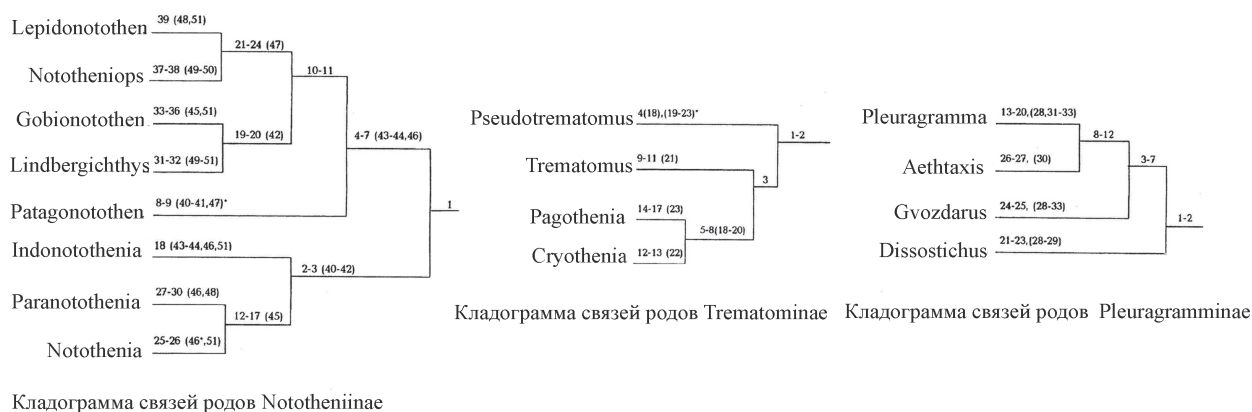 39 (48,51)
Lepidonotothen
21-24 (47)
37-38 (49-50)
Nototheniops
10-11
33-36 (45,51)
Gobionotothen
19-20 (42)
4-7 (43-44,46)
31-32 (49-51)
Lindbergichthys
8-9 (40-41,47)*
Patagonotothen
1
18 (43-44,46,51)
Indonotothenia
2-3 (40-42)
27-30 (46,48)
Paranotothenia
12-17 (45)
25-26 (46*,51)
Notothenia
Кладограмма связей родов Nototheniinae
4(18),(19-23)*
Pseudotrematomus
1-2
9-11 (21)
Trematomus
3
14-17 (23)
Pagothenia
5-8(18-20)
12-13 (22)
Cryothenia
Кладограмма связей родов Trematominae
13-20,(28,31-33)
Pleuragramma
8-12
26-27, (30)
Aethtaxis
3-7
24-25, (28-33)
Gvozdarus
1-2
21-23,(28-29)
Dissostichus
Кладограмма связей родов Pleuragramminae